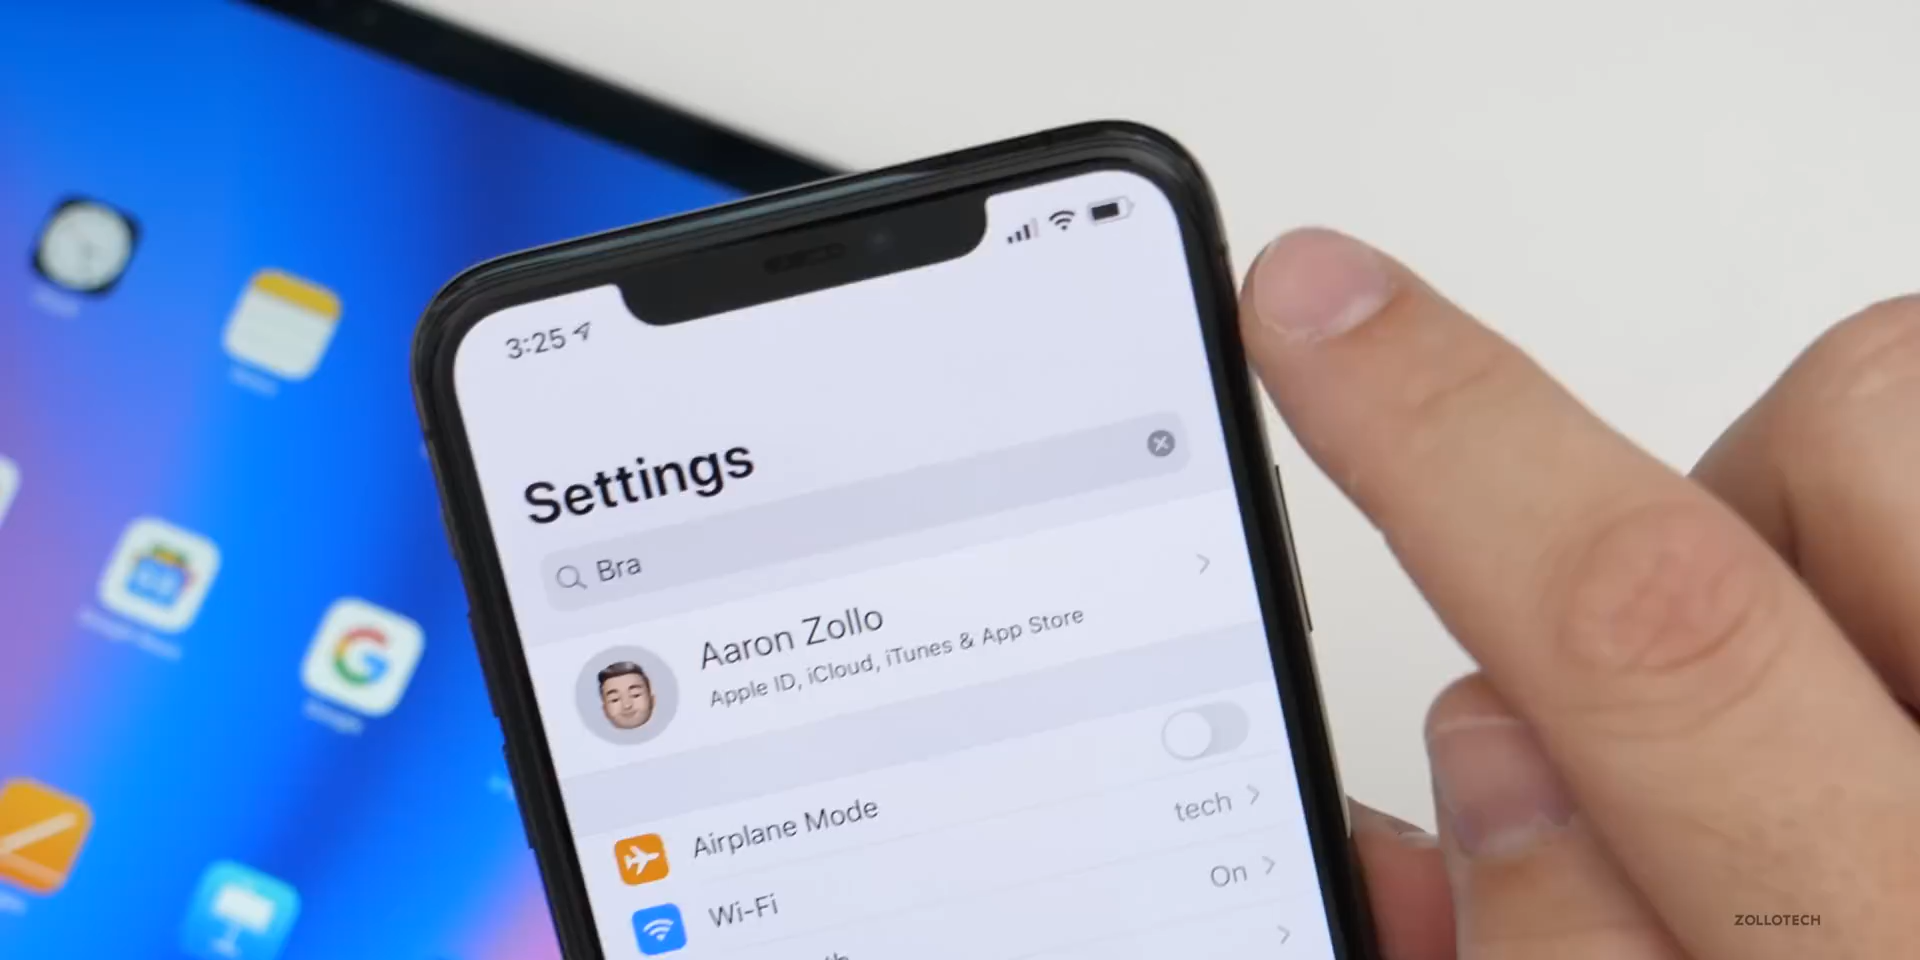 3:25
Settings
Bra
Aaron Zollo
Apple ID, iCloud, iTunes & App Store
Airplane Mode
Wi-Fi
tech
On
ZOLLOTECH